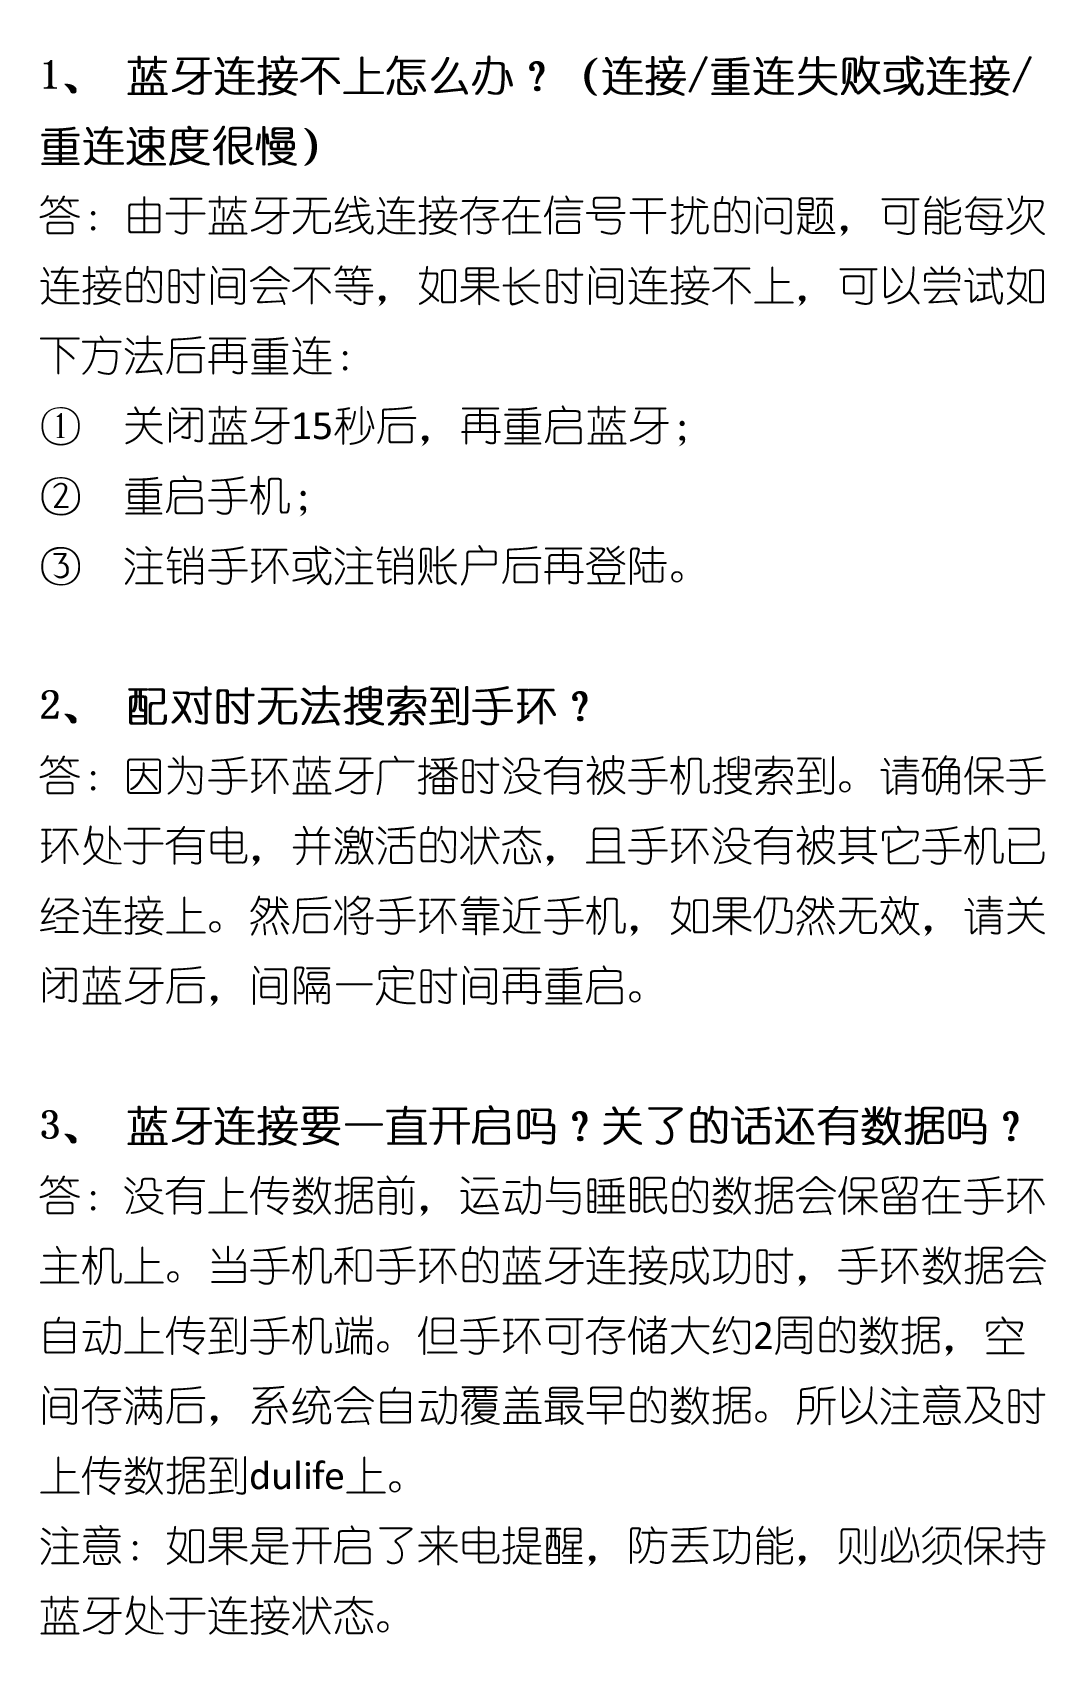 1、 蓝牙连接不上怎么办？（连接/重连失败或连接/
重连速度很慢）
答：由于蓝牙无线连接存在信号干扰的问题，可能每次
连接的时间会不等，如果长时间连接不上，可以尝试如
下方法后再重连：
① 关闭蓝牙15秒后，再重启蓝牙；
② 重启手机；
③ 注销手环或注销账户后再登陆。
2、 配对时无法搜索到手环？
答：因为手环蓝牙广播时没有被手机搜索到。请确保手
环处于有电，并激活的状态，且手环没有被其它手机已
经连接上。然后将手环靠近手机，如果仍然无效，请关
闭蓝牙后，间隔一定时间再重启。
3、 蓝牙连接要一直开启吗？关了的话还有数据吗？
答：没有上传数据前，运动与睡眠的数据会保留在手环
主机上。当手机和手环的蓝牙连接成功时，手环数据会
自动上传到手机端。但手环可存储大约2周的数据，空
间存满后，系统会自动覆盖最早的数据。所以注意及时
上传数据到dulife上。
注意：如果是开启了来电提醒，防丢功能，则必须保持
蓝牙处于连接状态。